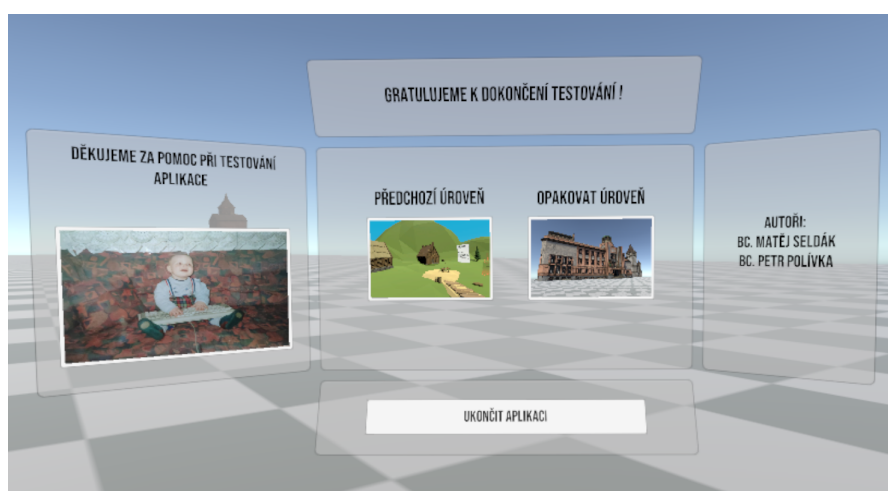 GRATULUJEME K DOKONČENÍ TESTOVÁNÍ !
DĚKUJEME ZA POMOC PŘI TESTOVÁNÍ
APLIKACE
PŘEDCHOZÍ ÚROVEŇ
OPAKOVAT ÚROVEŇ
AUTOŘI:
BC. MATĚJ SELDÁK
BC. PETR POLÍVKA
UKONČIT APLIKACI